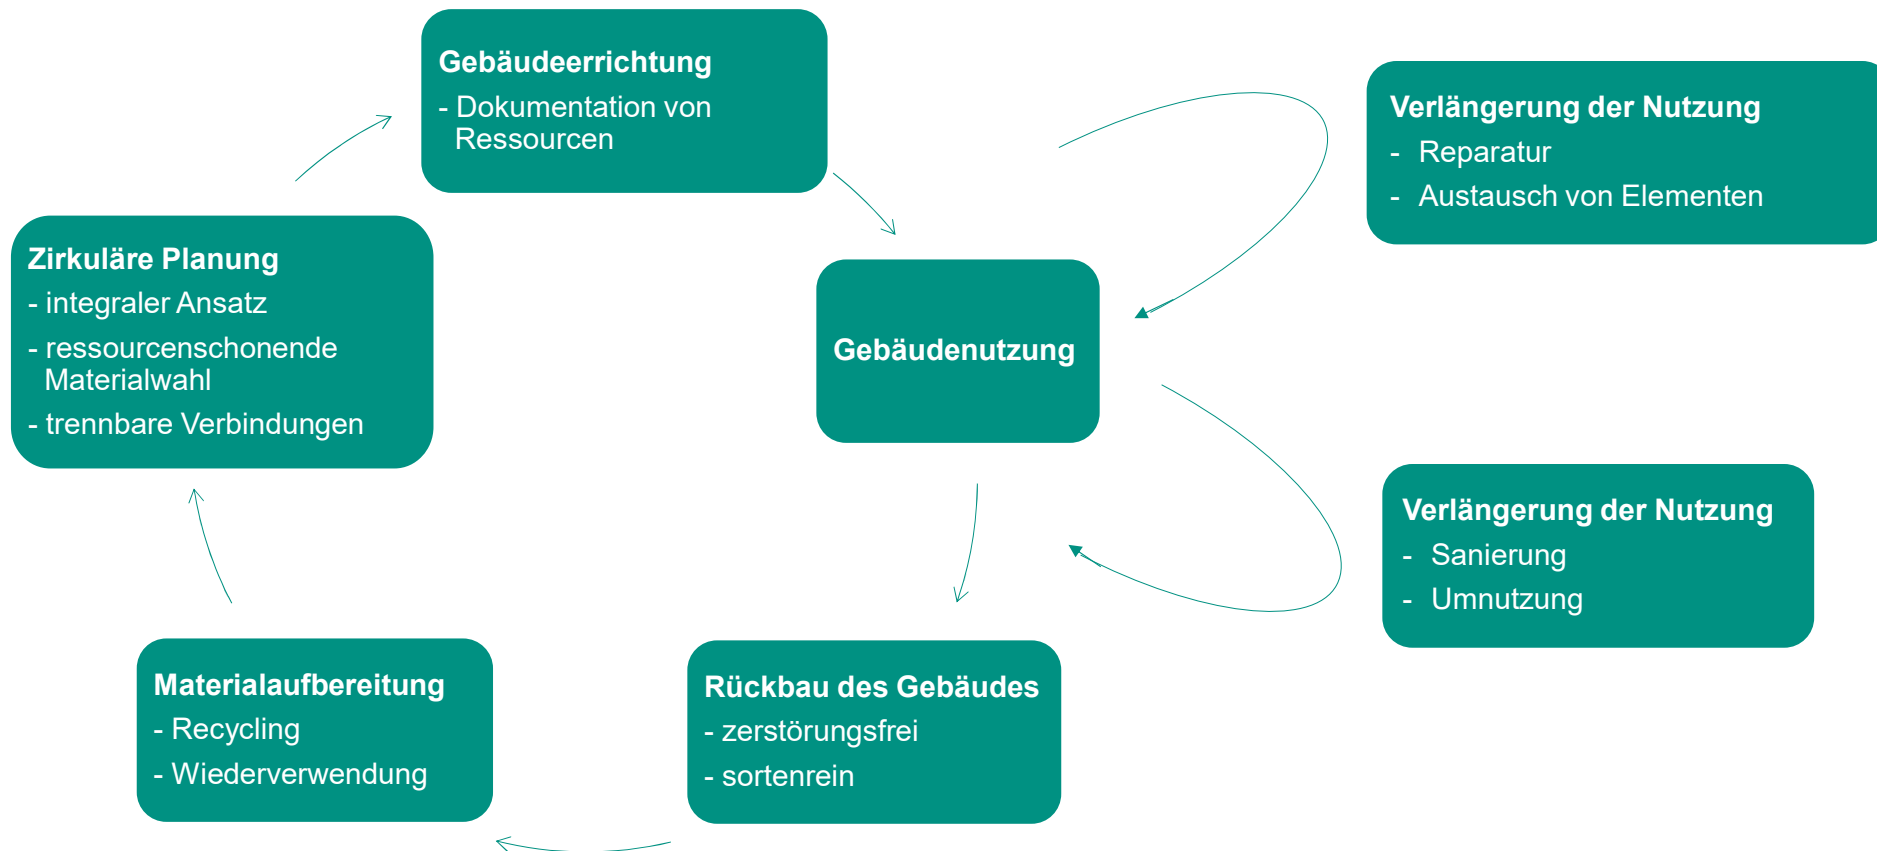 Gebäudeerrichtung
- Dokumentation von
Ressourcen
Verlängerung der Nutzung
- Reparatur
- Austausch von Elementen
Zirkuläre Planung
- integraler Ansatz
- ressourcenschonende
Materialwahl
- trennbare Verbindungen
Gebäudenutzung
Verlängerung der Nutzung
- Sanierung
- Umnutzung
Materialaufbereitung
- Recycling
- Wiederverwendung
Rückbau des Gebäudes
- zerstörungsfrei
- sortenrein